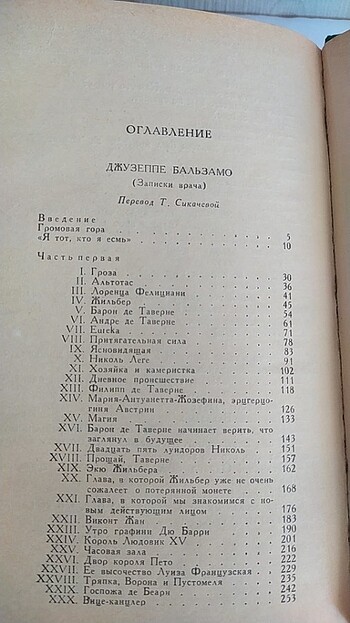 ОГЛАВЛЕНИЕ
ДЖУЗЕППЕ БАЛЬЗАМО
(Записки врача)
Перевод Т. Сикачевой
Введение
Громовая гора . . . 5
«Я тот, кто я есмь» . . . 10
Часть первая
I. Гроза . . . 30
II. Альтотас . . . 36
III. Лоренца Фелициани . . . 41
IV. Жильбер . . . 45
V. Барон де Таверне . . . 54
VI. Андре де Таверне . . . 61
VII. Eureka . . . 71
VIII. Притягательная сила . . . 78
IX. Ясновидящая . . . 83
X. Николь Леге . . . 91
XI. Хозяйка и камеристка . . . 102
XII. Дневное происшествие . . . 111
XIII. Филипп де Таверне . . . 118
XIV. Мария-Антуанетта-Жозефина, эрцгерцо-
гиня Австрии . . . 126
XV. Магия . . . 133
XVI. Барон де Таверне начинает верить, что
заглянул в будущее . . . 143
XVII. Двадцать пять луидоров Николь . . . 151
XVIII. Прощай, Таверне . . . 157
XIX. Экю Жильбера . . . 162
XX. Глава, в которой Жильбер уже не очень
сожалеет о потерянной монете . . . 168
XXI. Глава, в которой мы знакомимся с но-
вым действующим лицом . . . 176
XXII. Виконт Жан . . . 183
XXIII. Утро графини Дю Барри . . . 190
XXIV. Король Людовик XV . . . 201
XXV. Часовая зала . . . 216
XXVI. Двор короля Пето . . . 222
XXVII. Ее высочество Луиза Французская . . . 229
XXVIII. Тряпка, Ворона и Пустомеля . . . 235
XXIX. Госпожа де Беарн . . . 242
XXX. Вице-канцлер . . . 253